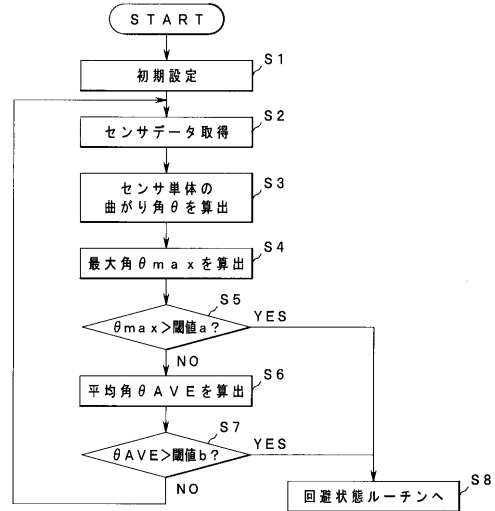 START
初期設定
S1
センサデータ取得
S2
センサ単体の
曲がり角θを算出
S3
最大角θmaxを算出
S4
θmax>閾値a?
S5
YES
NO
平均角θAVEを算出
S6
θAVE>閾値b?
S7
YES
NO
回避状態ルーチンへ
S8